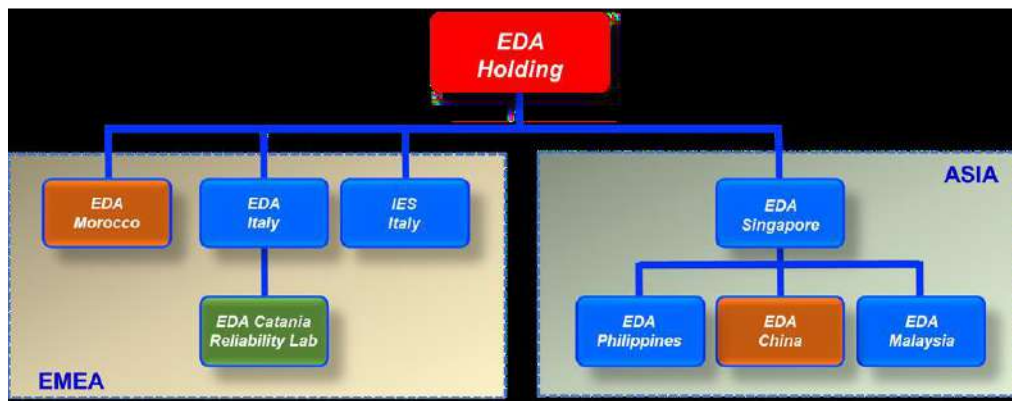 EDA
Holding
ASIA
EDA
Morocco
EDA
Italy
IES
Italy
EDA
Singapore
EDA Catania
Reliability Lab
EDA
Philippines
EDA
China
EDA
Malaysia
EMEA